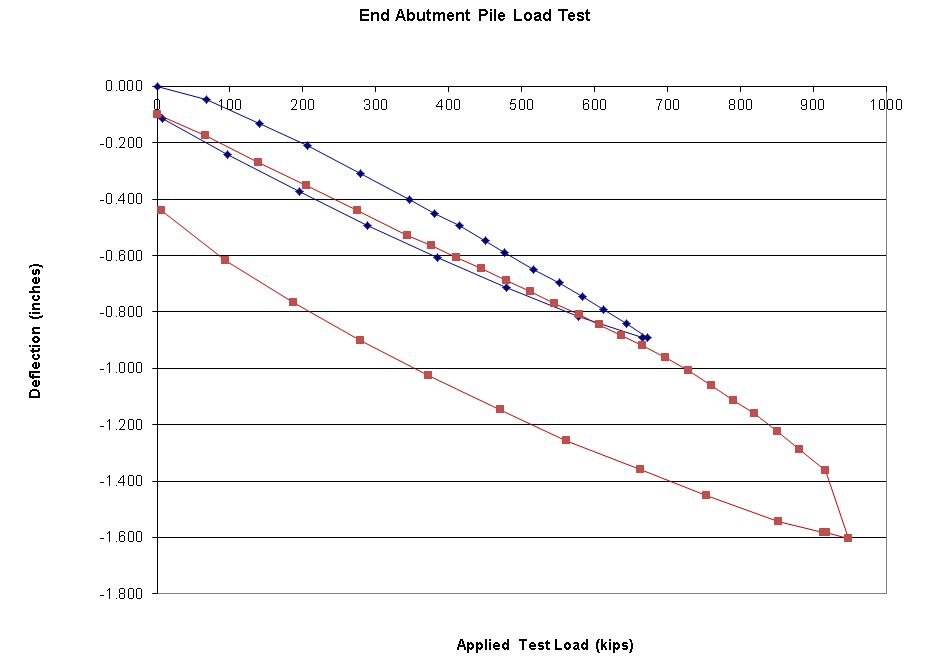 End Abutment Pile Load Test
0.000
0 100 200 300 400 500 600 700 800 900 1000
-0.200
-0.400
-0.600
-0.800
-1.000
-1.200
-1.400
-1.600
-1.800
Deflection (inches)
Applied Test Load (kips)